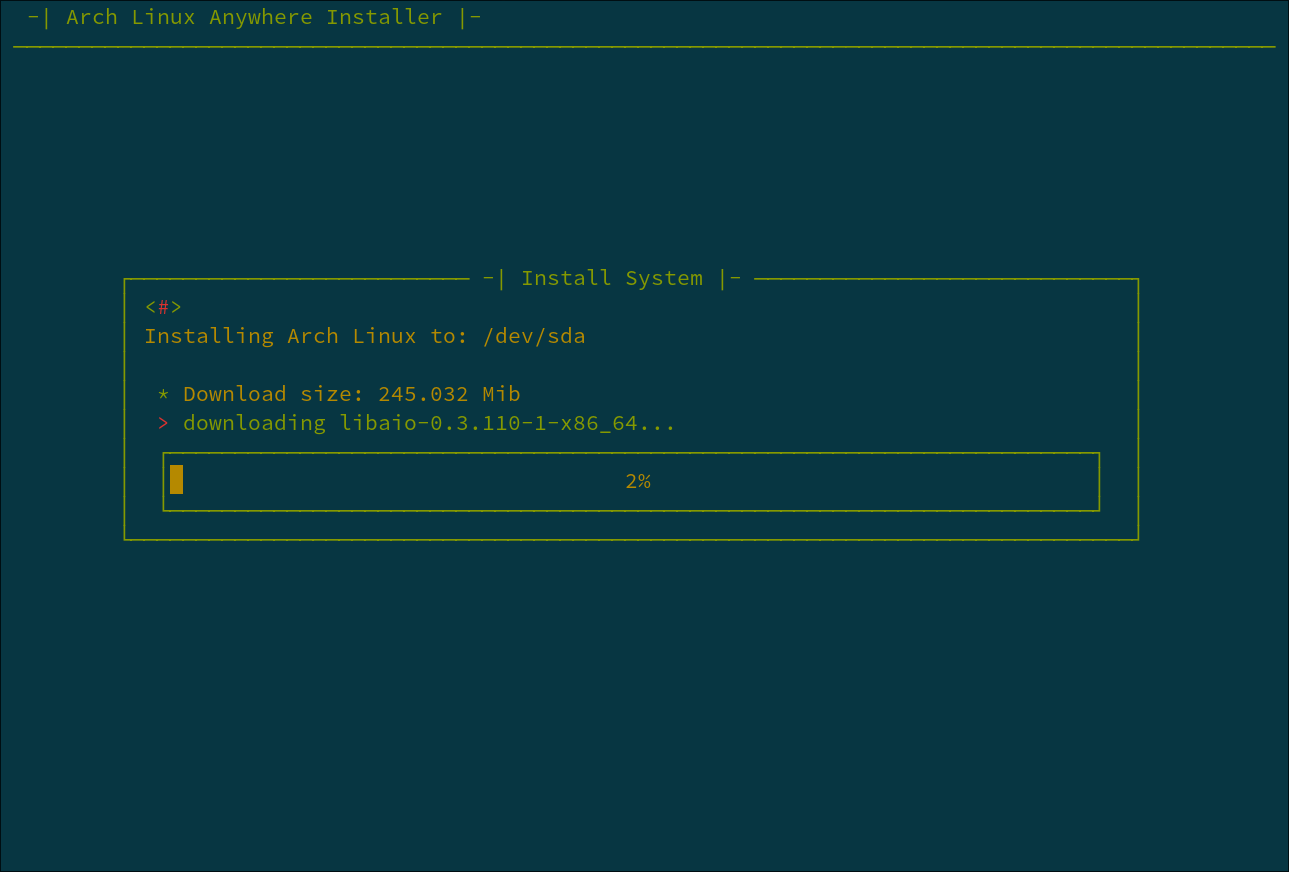 -| Arch Linux Anywhere Installer |-
-| Install System |-
<#>
Installing Arch Linux to: /dev/sda
* Download size: 245.032 Mib
> downloading libaio-0.3.110-1-x86_64...
2%